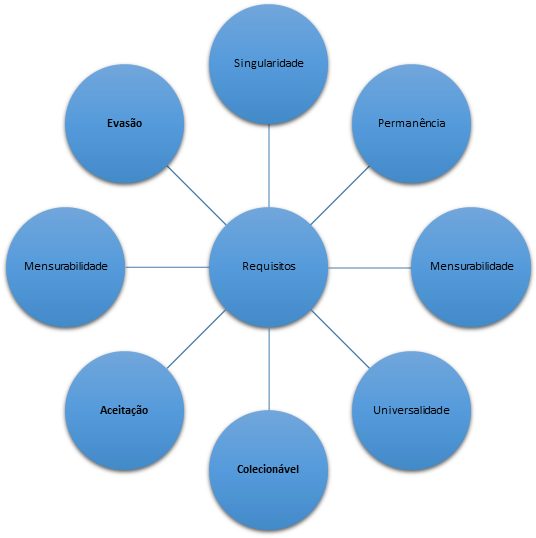 Singularidade
Evasão
Permanência
Mensurabilidade
Requisitos
Mensurabilidade
Aceitação
Universalidade
Colecionável